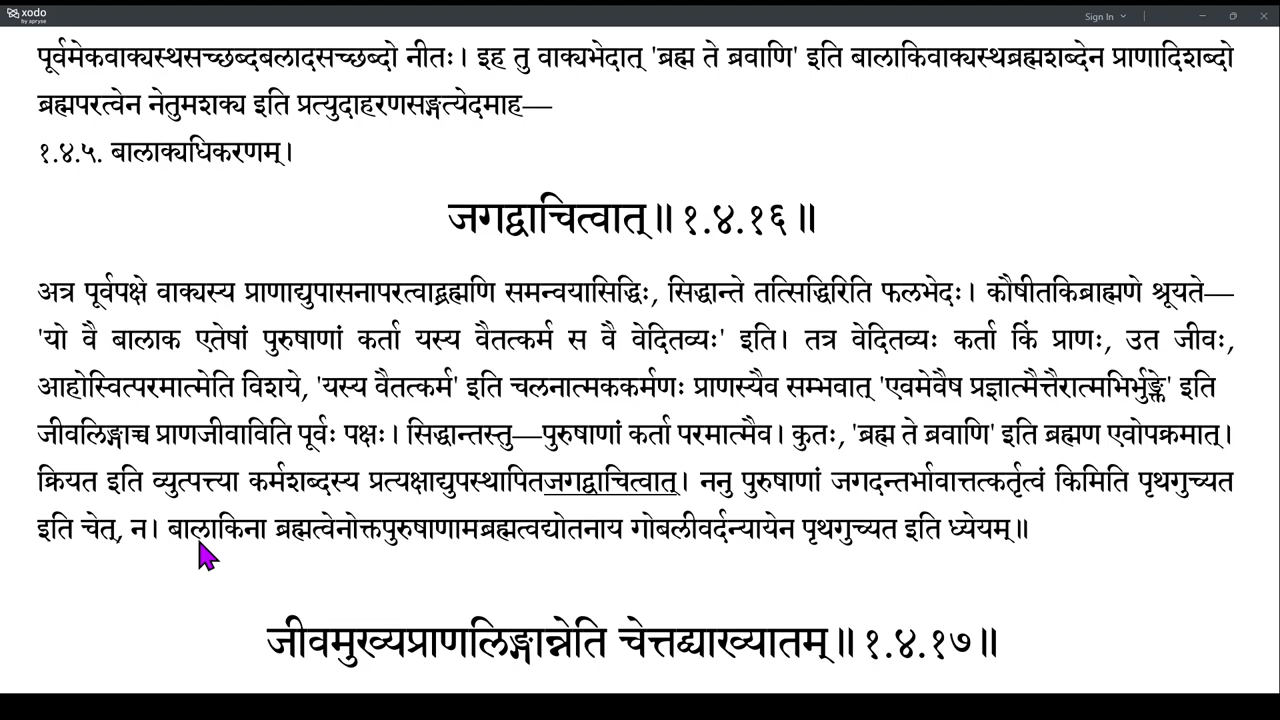 xodo
by apryse
Sign In
पूर्वमेकवाक्यस्थसच्छब्दबलादसच्छब्दो नीतः। इह तु वाक्यभेदात् 'ब्रह्म ते ब्रवाणि' इति बालाकिवाक्यस्थब्रह्मशब्देन प्राणादिशब्दो
ब्रह्मपरत्वेन नेतुमशक्य इति प्रत्युदाहरणसङ्गत्येदमाह—
१.४.५. बालाक्यधिकरणम्।
जगद्वाचित्वात्॥ १.४.१६॥
अत्र पूर्वपक्षे वाक्यस्य प्राणाद्युपासनापरत्वाद्ब्रह्मणि समन्वयासिद्धिः, सिद्धान्ते तत्सिद्धिरिति फलभेदः। कौषीतकिब्राह्मणे श्रूयते—
'यो वै बालाक एतेषां पुरुषाणां कर्ता यस्य वैतत्कर्म स वै वेदितव्यः' इति। तत्र वेदितव्यः कर्ता किं प्राणः, उत जीवः,
आहोस्वित्परमात्मेति विशये, 'यस्य वैतत्कर्म' इति चलनात्मककर्मणः प्राणस्यैव सम्भवात् 'एवमेवैष प्रज्ञात्मैत्तैरात्मभिर्भुङ्क्ते' इति
जीवलिङ्गाच्च प्राणजीवाविति पूर्वः पक्षः। सिद्धान्तस्तु—पुरुषाणां कर्ता परमात्मैव। कुतः, 'ब्रह्म ते ब्रवाणि' इति ब्रह्मण एवोपक्रमात्।
क्रियत इति व्युत्पत्त्या कर्मशब्दस्य प्रत्यक्षाद्युपस्थापितजगद्वाचित्वात्। ननु पुरुषाणां जगदन्तर्भावात्तत्कर्तृत्वं किमिति पृथगुच्यत
इति चेत्, न। बालाकिना ब्रह्मत्वेनोक्तपुरुषाणामब्रह्मत्वद्योतनाय गोबलीवर्दन्यायेन पृथगुच्यत इति ध्येयम्॥
जीवमुख्यप्राणलिङ्गान्नेति चेत्तद्व्याख्यातम्॥ १.४.१७॥